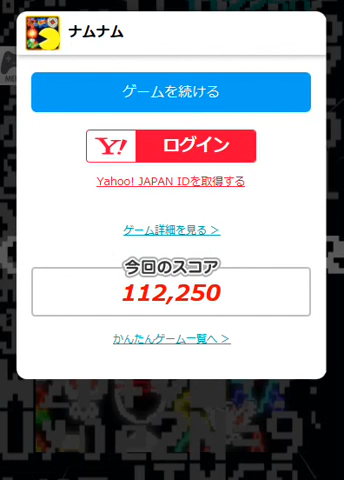 ナムナム
ゲームを続ける
Y! ログイン
Yahoo! JAPAN IDを取得する
ゲーム詳細を見る >
今回のスコア
112,250
かんたんゲーム一覧へ >